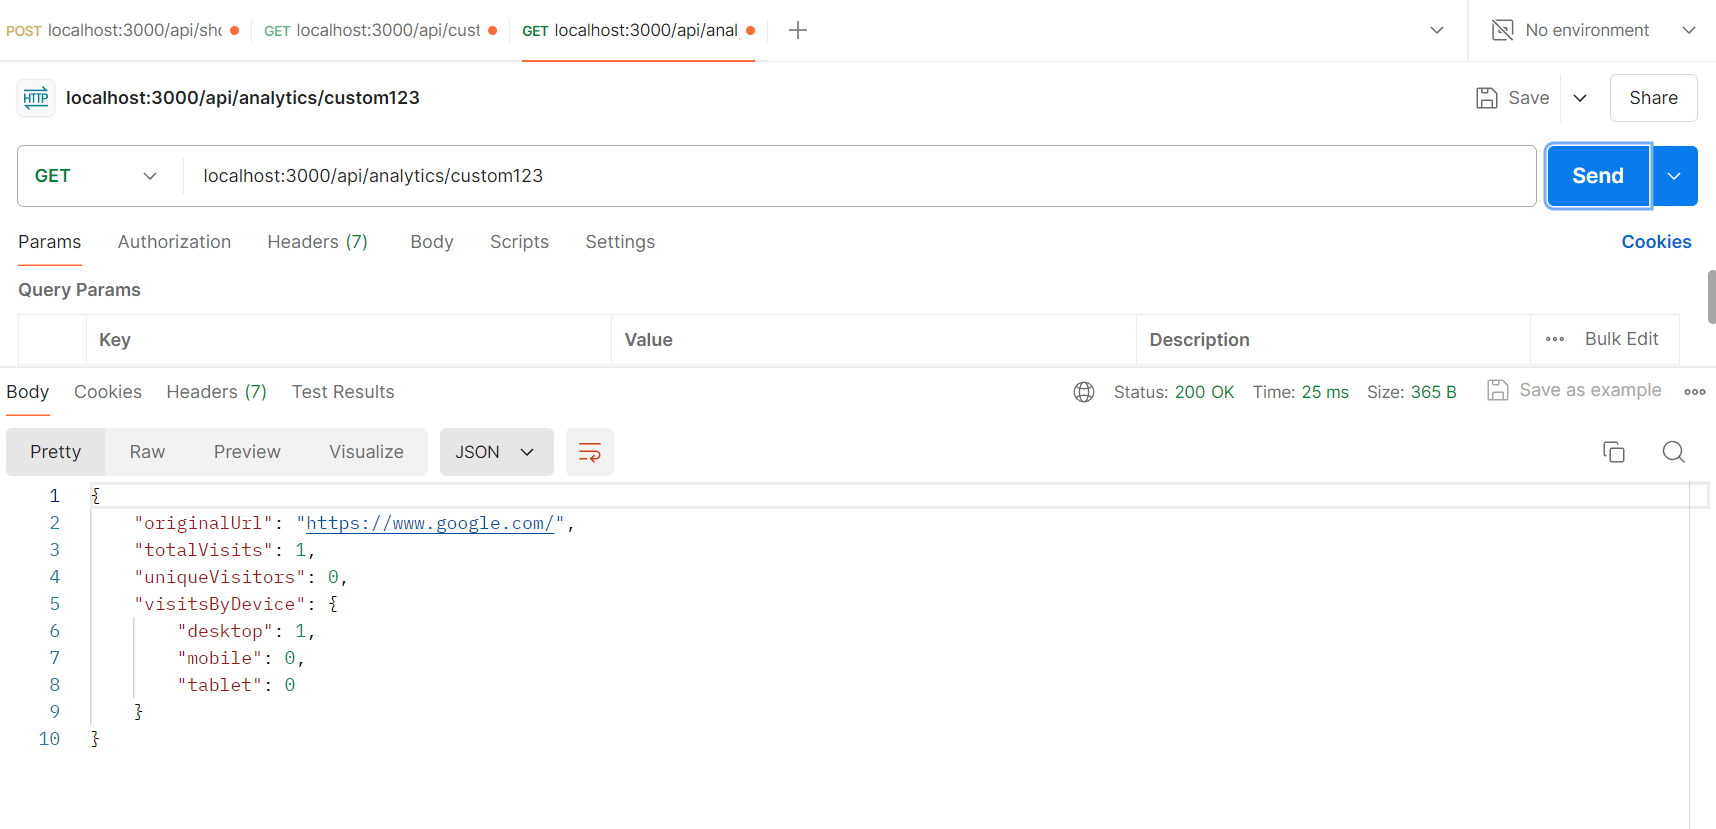 POST localhost:3000/api/sho GET localhost:3000/api/cust GET localhost:3000/api/anal No environment
HTTP localhost:3000/api/analytics/custom123 Save Share
GET localhost:3000/api/analytics/custom123 Send
Params Authorization Headers (7) Body Scripts Settings Cookies
Query Params
Key Value Description Bulk Edit
Body Cookies Headers (7) Test Results Status: 200 OK Time: 25 ms Size: 365 B Save as example
Pretty Raw Preview Visualize JSON
1 {
2 "originalUrl": "https://www.google.com/",
3 "totalVisits": 1,
4 "uniqueVisitors": 0,
5 "visitsByDevice": {
6 "desktop": 1,
7 "mobile": 0,
8 "tablet": 0
9 }
10 }